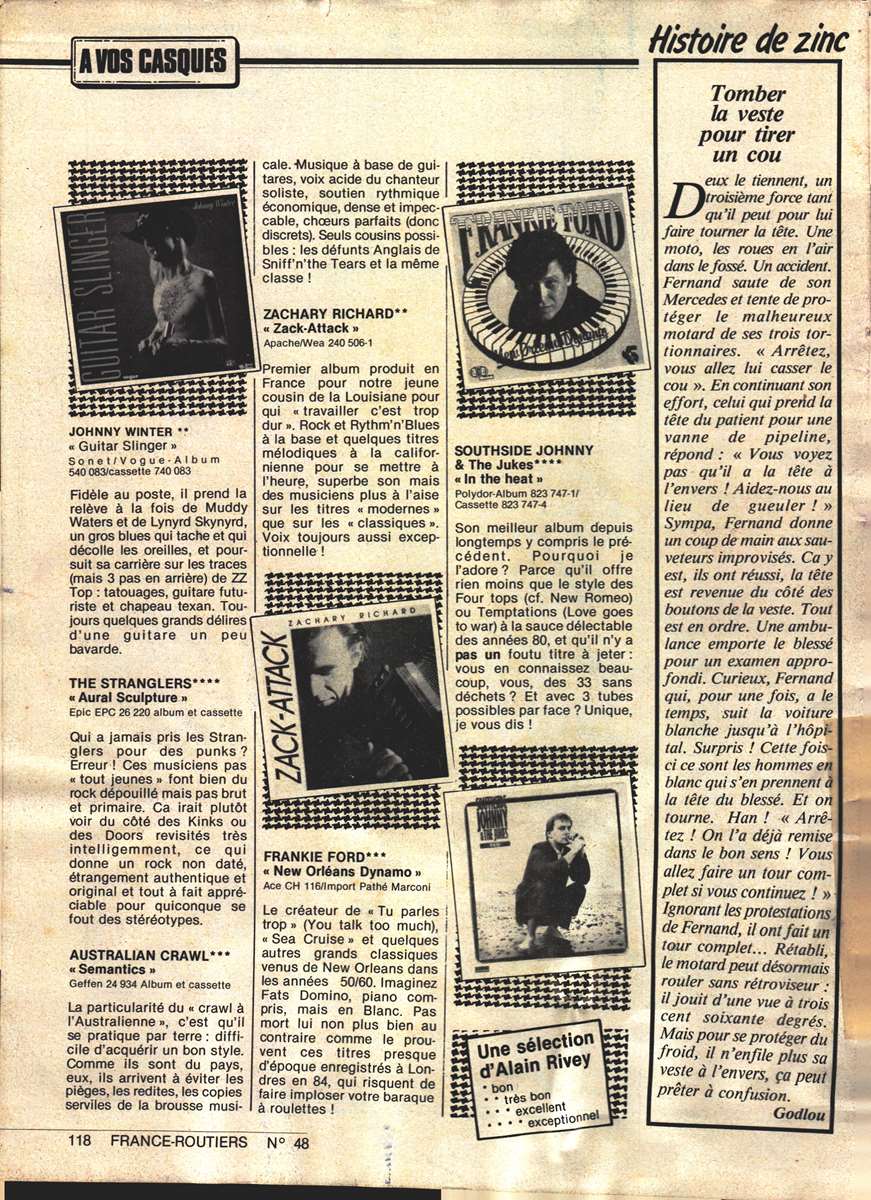 A VOS CASQUES
GUITAR SLINGER
Johnny Winter
JOHNNY WINTER **
« Guitar Slinger »
Sonet/Vogue-Album
540 083/cassette 740 083
Fidèle au poste, il prend la
relève à la fois de Muddy
Waters et de Lynyrd Skynyrd,
un gros blues qui tache et qui
décolle les oreilles, et pour-
suit sa carrière sur les traces
(mais 3 pas en arrière) de ZZ
Top : tatouages, guitare futu-
riste et chapeau texan. Tou-
jours quelques grands délires
d'une guitare un peu
bavarde.
THE STRANGLERS****
« Aural Sculpture »
Epic EPC 26 220 album et cassette
Qui a jamais pris les Stran-
glers pour des punks ?
Erreur ! Ces musiciens pas
« tout jeunes » font bien du
rock dépouillé mais pas brut
et primaire. Ca irait plutôt
voir du côté des Kinks ou
des Doors revisités très
intelligemment, ce qui
donne un rock non daté,
étrangement authentique et
original et tout à fait appré-
ciable pour quiconque se
fout des stéréotypes.
AUSTRALIAN CRAWL***
« Semantics »
Geffen 24 934 Album et cassette
La particularité du « crawl à
l'Australienne », c'est qu'il
se pratique par terre : diffi-
cile d'acquérir un bon style.
Comme ils sont du pays,
eux, ils arrivent à éviter les
pièges, les redites, les copies
serviles de la brousse musi-
cale. Musique à base de gui-
tares, voix acide du chanteur
soliste, soutien rythmique
économique, dense et impec-
cable, chœurs parfaits (donc
discrets). Seuls cousins possi-
bles : les défunts Anglais de
Sniff'n'the Tears et la même
classe !
ZACHARY RICHARD**
« Zack-Attack »
Apache/Wea 240 506-1
Premier album produit en
France pour notre jeune
cousin de la Louisiane pour
qui « travailler c'est trop
dur ». Rock et Rythm'n'Blues
à la base et quelques titres
mélodiques à la califor-
nienne pour se mettre à
l'heure, superbe son mais
des musiciens plus à l'aise
sur les titres « modernes »
que sur les « classiques ».
Voix toujours aussi excep-
tionnelle !
ZACHARY RICHARD
ZACK-ATTACK
FRANKIE FORD***
« New Orléans Dynamo »
Ace CH 116/Import Pathé Marconi
Le créateur de « Tu parles
trop » (You talk too much),
« Sea Cruise » et quelques
autres grands classiques
venus de New Orleans dans
les années 50/60. Imaginez
Fats Domino, piano com-
pris, mais en Blanc. Pas
mort lui non plus bien au
contraire comme le prou-
vent ces titres presque
d'époque enregistrés à Lon-
dres en 84, qui risquent de
faire imploser votre baraque
à roulettes !
FRANKIE FORD
SOUTHSIDE JOHNNY
& The Jukes****
« In the heat »
Polydor-Album 823 747-1/
Cassette 823 747-4
Son meilleur album depuis
longtemps y compris le pré-
cédent. Pourquoi je
l'adore ? Parce qu'il offre
rien moins que le style des
Four tops (cf. New Romeo)
ou Temptations (Love goes
to war) à la sauce délectable
des années 80, et qu'il n'y a
pas un foutu titre à jeter :
vous en connaissez beau-
coup, vous, des 33 sans
déchets ? Et avec 3 tubes
possibles par face ? Unique,
je vous dis !
JOHNNY
Une sélection
d'Alain Rivey
* bon
** très bon
*** excellent
**** exceptionnel
Histoire de zinc
Tomber
la veste
pour tirer
un cou
Deux le tiennent, un
troisième force tant
qu'il peut pour lui
faire tourner la tête. Une
moto, les roues en l'air
dans le fossé. Un accident.
Fernand saute de son
Mercedes et tente de pro-
téger le malheureux
motard de ses trois tor-
tionnaires. « Arrêtez,
vous allez lui casser le
cou ». En continuant son
effort, celui qui prend la
tête du patient pour une
vanne de pipeline,
répond : « Vous voyez
pas qu'il a la tête à
l'envers ! Aidez-nous au
lieu de gueuler ! »
Sympa, Fernand donne
un coup de main aux sau-
veteurs improvisés. Ca y
est, ils ont réussi, la tête
est revenue du côté des
boutons de la veste. Tout
est en ordre. Une ambu-
lance emporte le blessé
pour un examen appro-
fondi. Curieux, Fernand
qui, pour une fois, a le
temps, suit la voiture
blanche jusqu'à l'hôpi-
tal. Surpris ! Cette fois-
ci ce sont les hommes en
blanc qui s'en prennent à
la tête du blessé. Et on
tourne. Han ! « Arrê-
tez ! On l'a déjà remise
dans le bon sens ! Vous
allez faire un tour com-
plet si vous continuez ! »
Ignorant les protestations
de Fernand, il ont fait un
tour complet... Rétabli,
le motard peut désormais
rouler sans rétroviseur :
il jouit d'une vue à trois
cent soixante degrés.
Mais pour se protéger du
froid, il n'enfile plus sa
veste à l'envers, ça peut
prêter à confusion.
Godlou
118 FRANCE-ROUTIERS N° 48